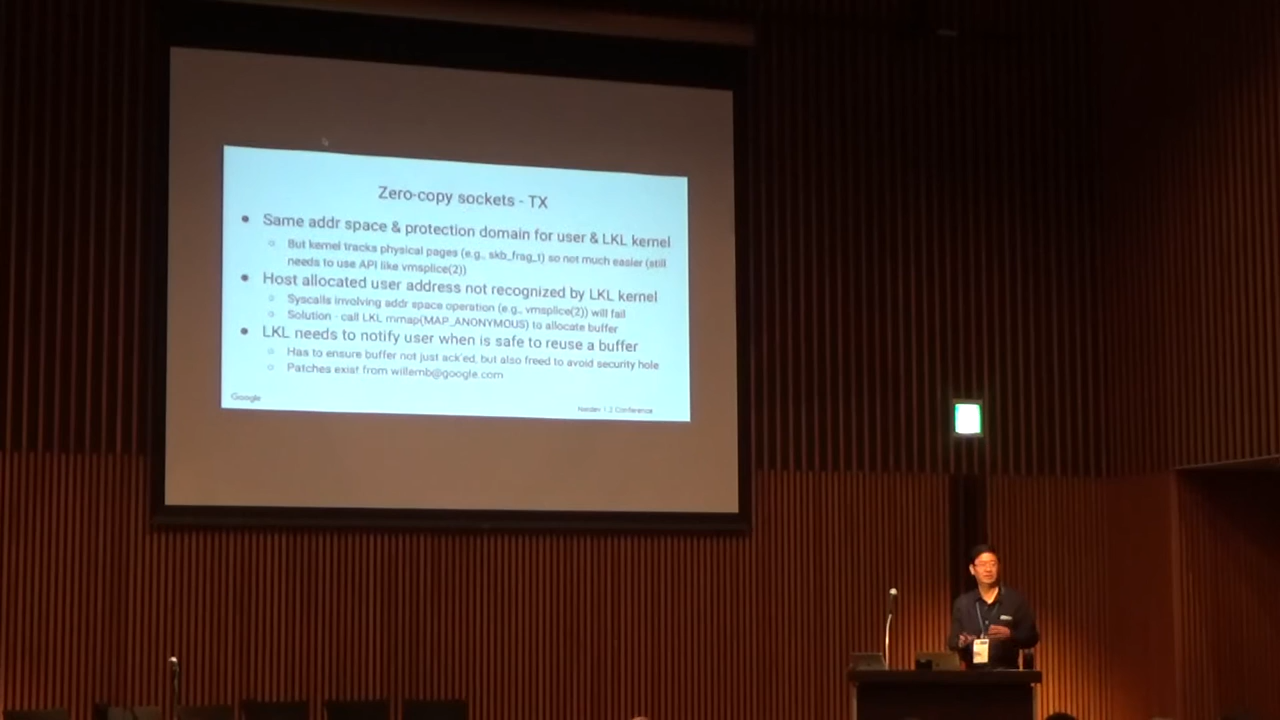 Zero-copy sockets - TX
● Same addr space & protection domain for user & LKL kernel
○ But kernel tracks physical pages (e.g., skb_frag_t) so not much easier (still
needs to use API like vmsplice(2))
● Host allocated user address not recognized by LKL kernel
○ Syscalls involving addr space operation (e.g., vmsplice(2)) will fail
○ Solution - call LKL mmap(MAP_ANONYMOUS) to allocate buffer
● LKL needs to notify user when is safe to reuse a buffer
○ Has to ensure buffer not just ack'ed, but also freed to avoid security hole
○ Patches exist from willemb@google.com
Google
Netdev 1.2 Conference